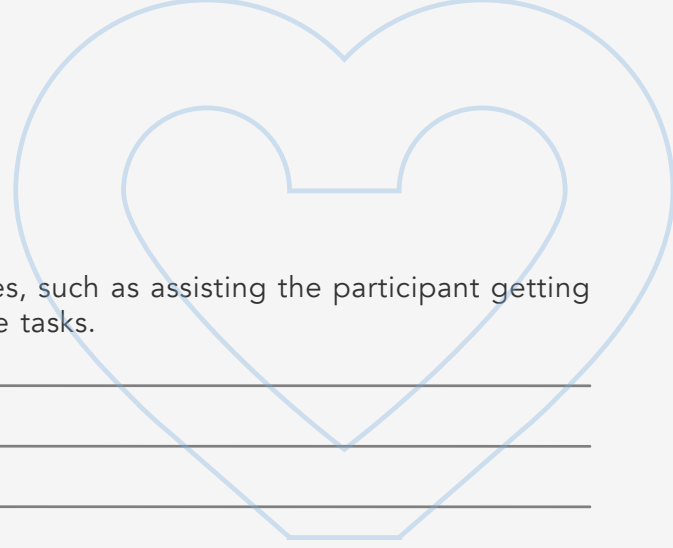 es, such as assisting the participant getting
e tasks.